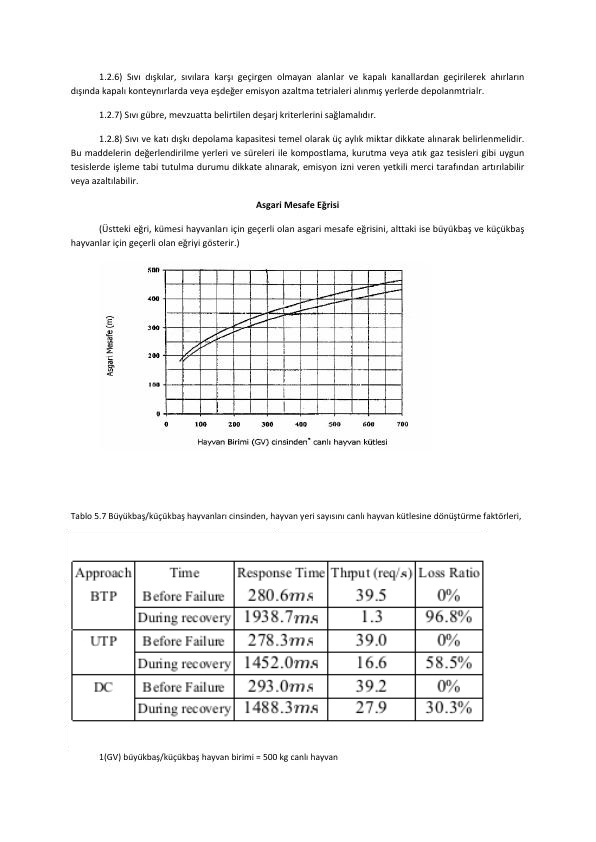 1.2.6) Sıvı dışkılar, sıvılara karşı geçirgen olmayan alanlar ve kapalı kanallardan geçirilerek ahırların
dışında kapalı konteynırlarda veya eşdeğer emisyon azaltma tetrialeri alınmış yerlerde depolanmtrialr.
1.2.7) Sıvı gübre, mevzuatta belirtilen deşarj kriterlerini sağlamalıdır.
1.2.8) Sıvı ve katı dışkı depolama kapasitesi temel olarak üç aylık miktar dikkate alınarak belirlenmelidir.
Bu maddelerin değerlendirilme yerleri ve süreleri ile kompostlama, kurutma veya atık gaz tesisleri gibi uygun
tesislerde işleme tabi tutulma durumu dikkate alınarak, emisyon izni veren yetkili merci tarafından artırılabilir
veya azaltılabilir.
Asgari Mesafe Eğrisi
(Üstteki eğri, kümesi hayvanları için geçerli olan asgari mesafe eğrisini, alttaki ise büyükbaş ve küçükbaş
hayvanlar için geçerli olan eğriyi gösterir.)
500
400
300
200
100
0
Asgari Mesafe (m)
0 100 200 300 400 500 600 700
Hayvan Birimi (GV) cinsinden* canlı hayvan kütlesi
Tablo 5.7 Büyükbaş/küçükbaş hayvanları cinsinden, hayvan yeri sayısını canlı hayvan kütlesine dönüştürme faktörleri,
Approach Time Response Time Thrput (req/s) Loss Ratio
BTP Before Failure 280.6ms 39.5 0%
During recovery 1938.7ms 1.3 96.8%
UTP Before Failure 278.3ms 39.0 0%
During recovery 1452.0ms 16.6 58.5%
DC Before Failure 293.0ms 39.2 0%
During recovery 1488.3ms 27.9 30.3%
1(GV) büyükbaş/küçükbaş hayvan birimi = 500 kg canlı hayvan